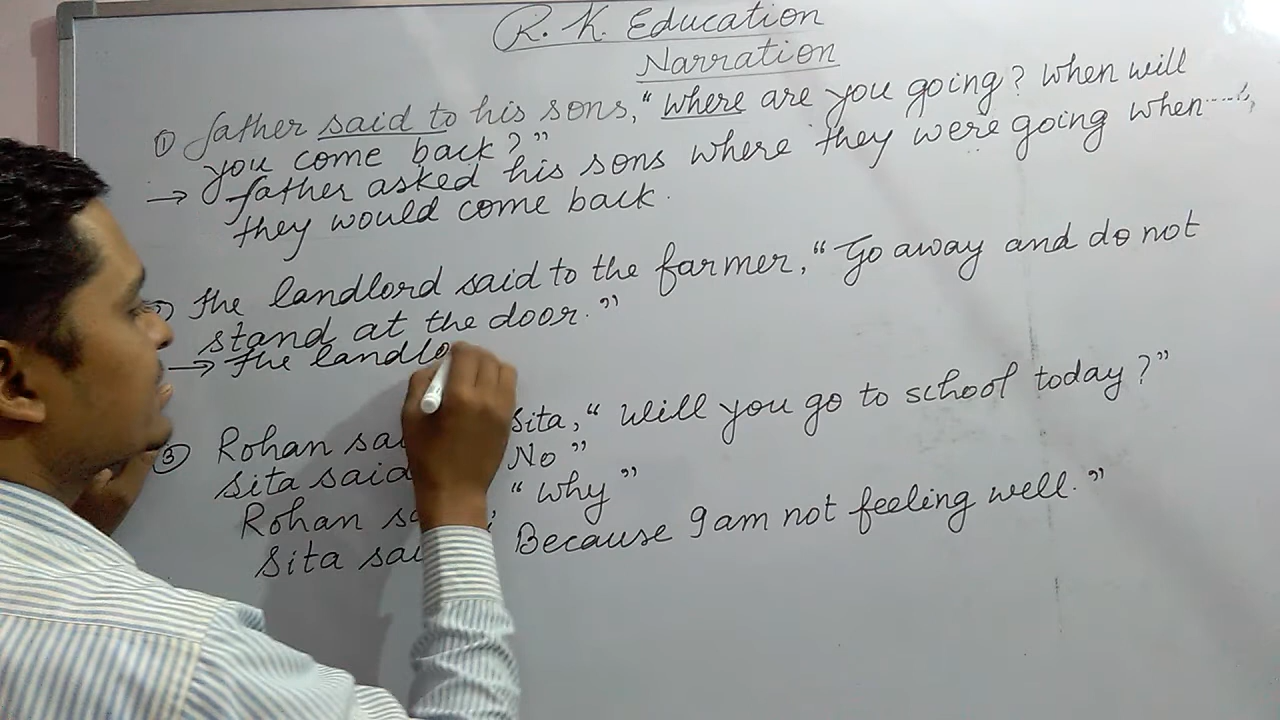 R. K. Education
Narration
① father said to his sons, "where are you going? when will
you come back?"
→ father asked his sons where they were going when
they would come back.
the landlord said to the farmer, "Go away and do not
stand at the door."
→ the landlo
③ Rohan sai Sita, "Will you go to school today?"
Sita said No"
Rohan sa "Why"
Sita sai Because I am not feeling well."